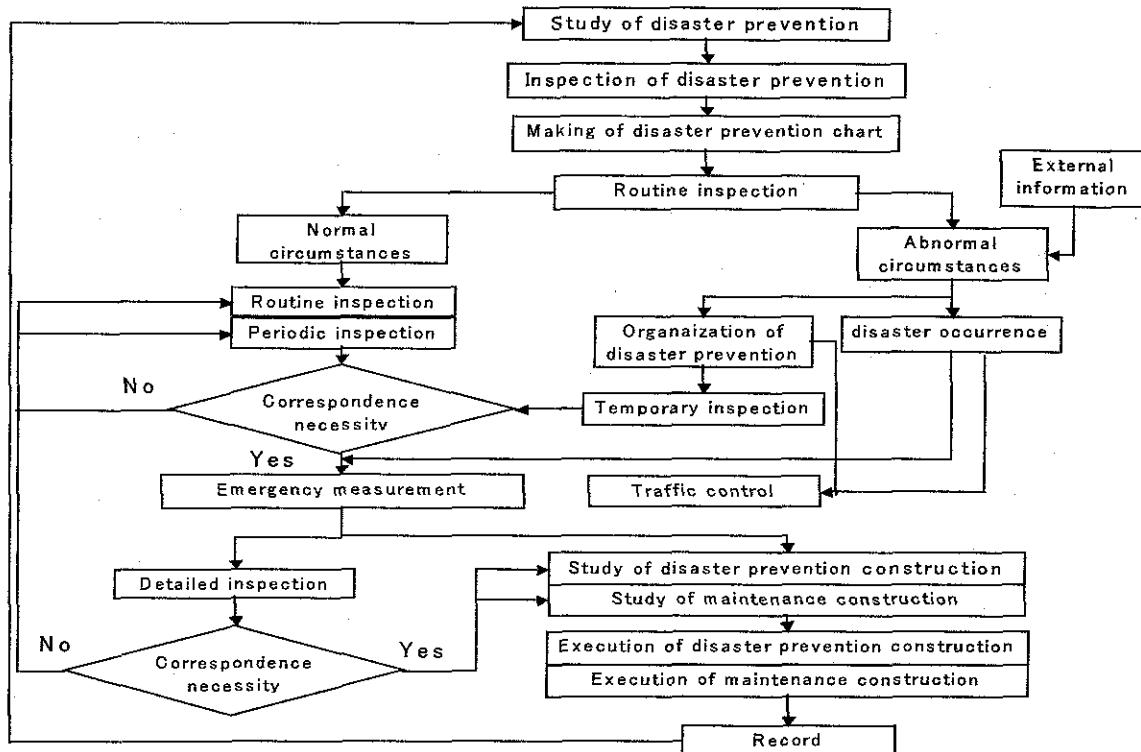 Study of disaster prevention
Inspection of disaster prevention
Making of disaster prevention chart
External
information
Routine inspection
Normal
circumstances
Abnormal
circumstances
Routine inspection
Periodic inspection
Organaization of
disaster prevention
disaster occurrence
No
Correspondence
necessity
Temporary inspection
Yes
Emergency measurement
Traffic control
Detailed inspection
Study of disaster prevention construction
Study of maintenance construction
No
Correspondence
necessity
Yes
Execution of disaster prevention construction
Execution of maintenance construction
Record